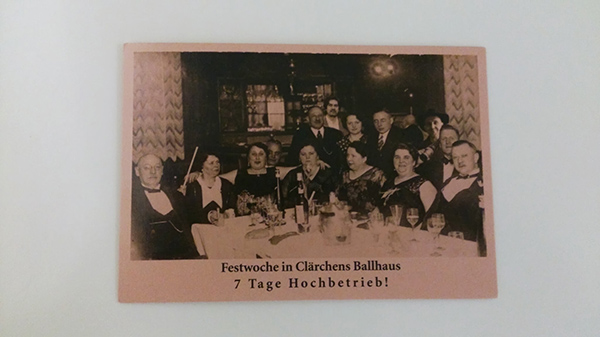 Festwoche in Clärchens Ballhaus
7 Tage Hochbetrieb!